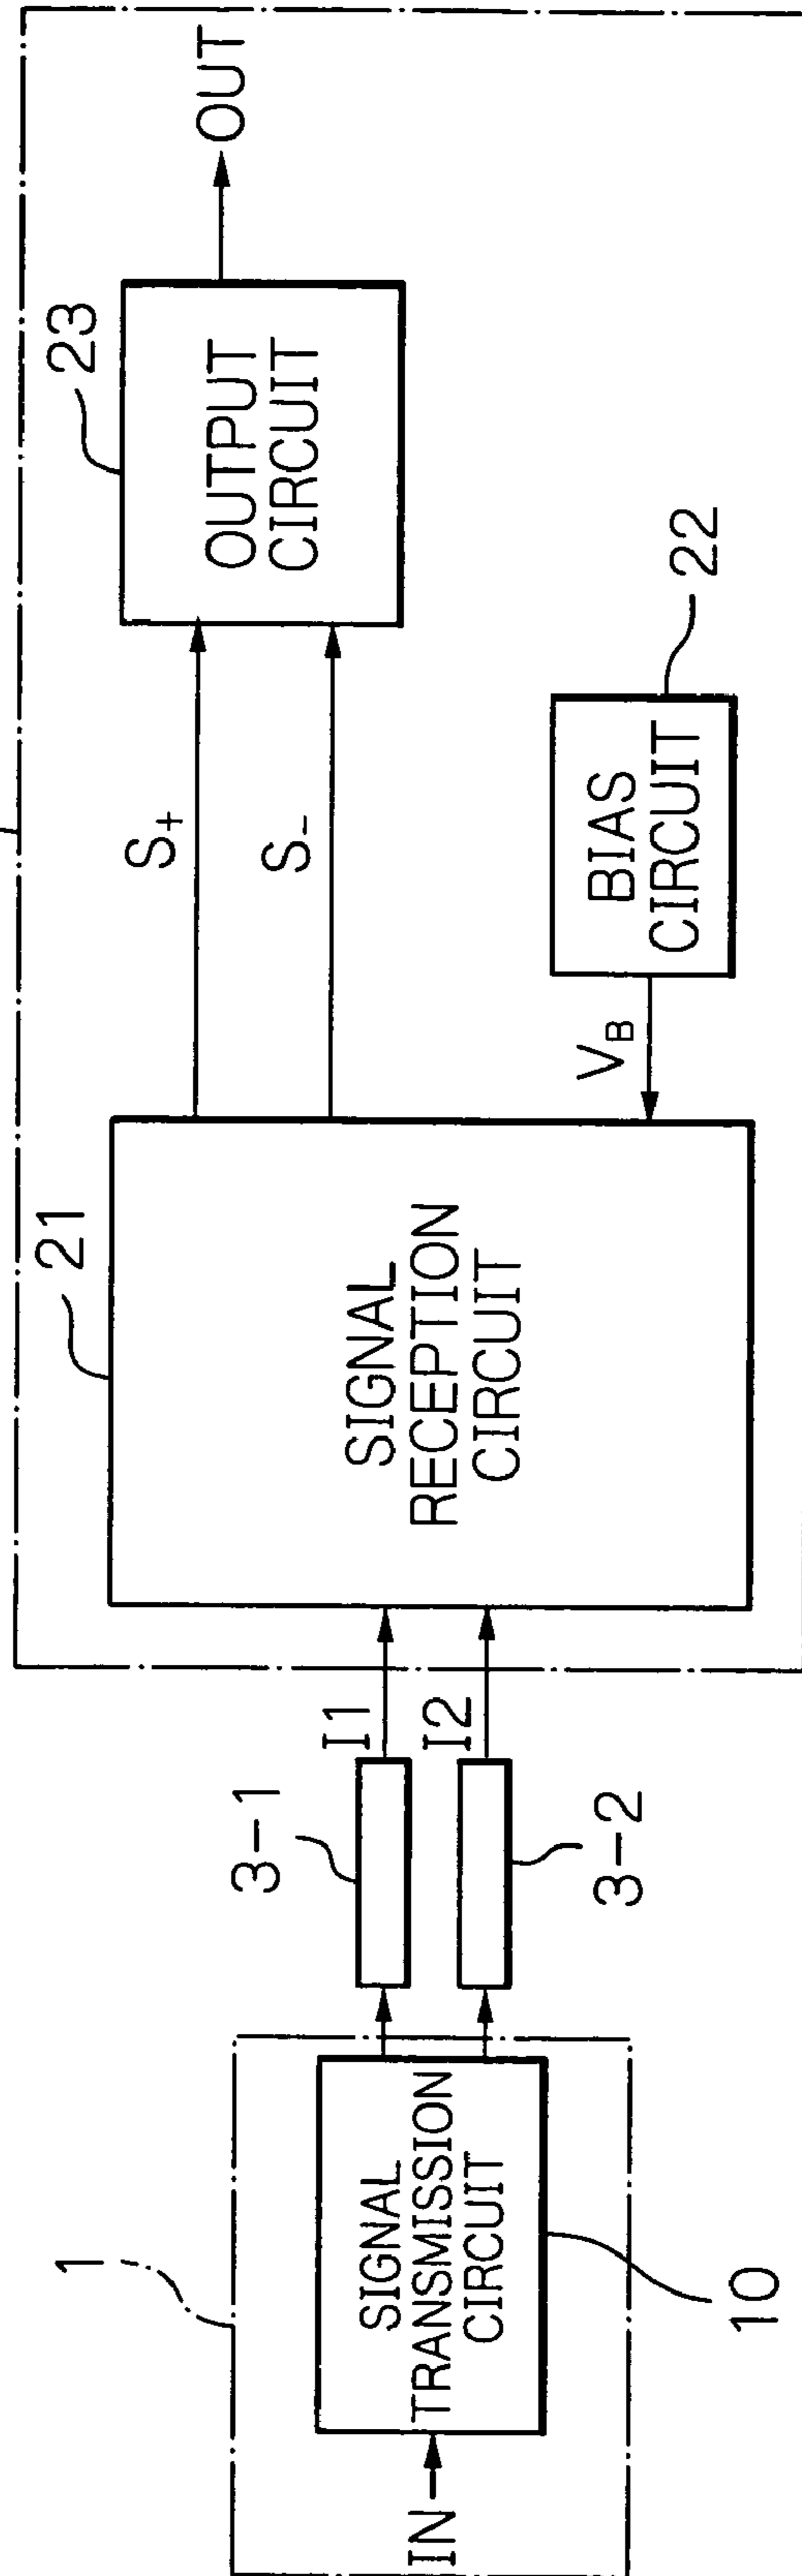 1
IN
SIGNAL
TRANSMISSION
CIRCUIT
10
3-1
3-2
I1
I2
21
SIGNAL
RECEPTION
CIRCUIT
S+
S-
VB
BIAS
CIRCUIT
22
23
OUTPUT
CIRCUIT
OUT